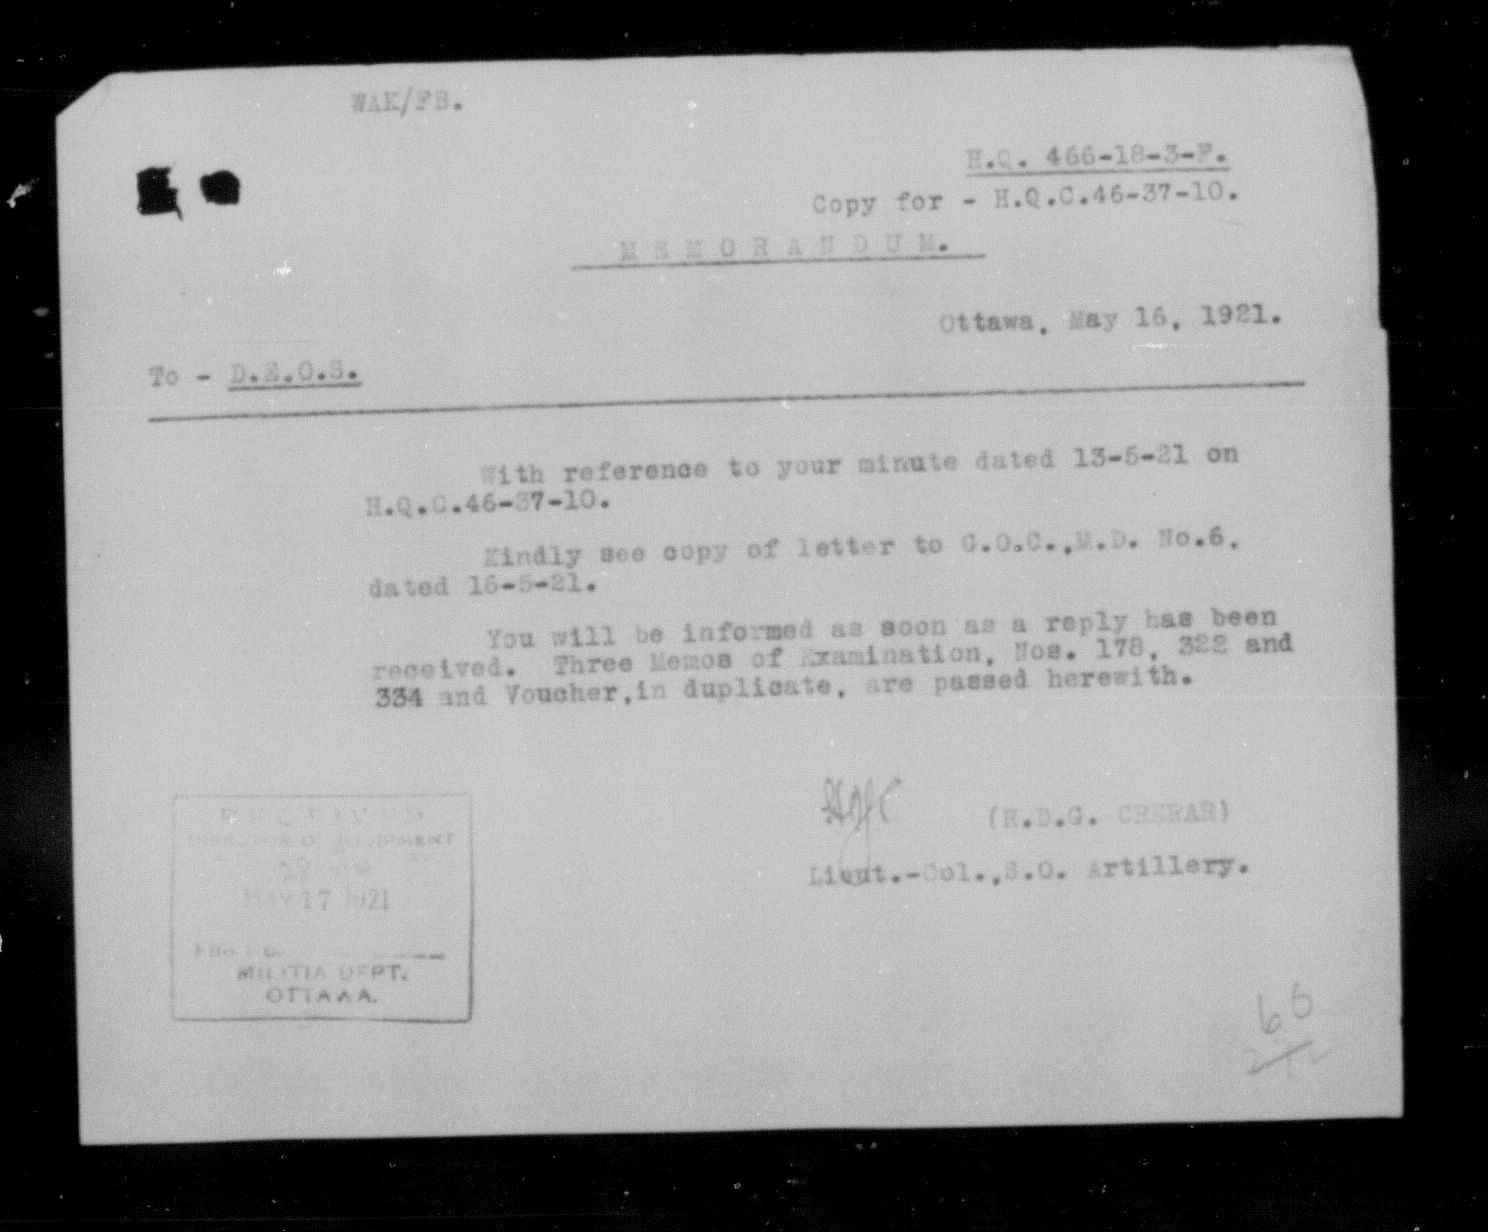 WAK/FB.
H.Q. 466-18-3-F.
Copy for - H.Q.C.46-37-10.
MEMORANDUM.
Ottawa, May 16, 1921.
To - D.E.O.S.
With reference to your minute dated 13-5-21 on
H.Q.C.46-37-10.
Kindly see copy of letter to G.O.C.,M.D. No.6,
dated 16-5-21.
You will be informed as soon as a reply has been
received. Three Memos of Examination, Nos. 178, 322 and
334 and Voucher,in duplicate, are passed herewith.
(H.D.G. CRERAR)
Lieut.-Col.,S.O. Artillery.
RECEIVED
DIRECTOR OF EQUIPMENT
MAY 17 1921
MILITIA DEPT.
OTTAWA.
66